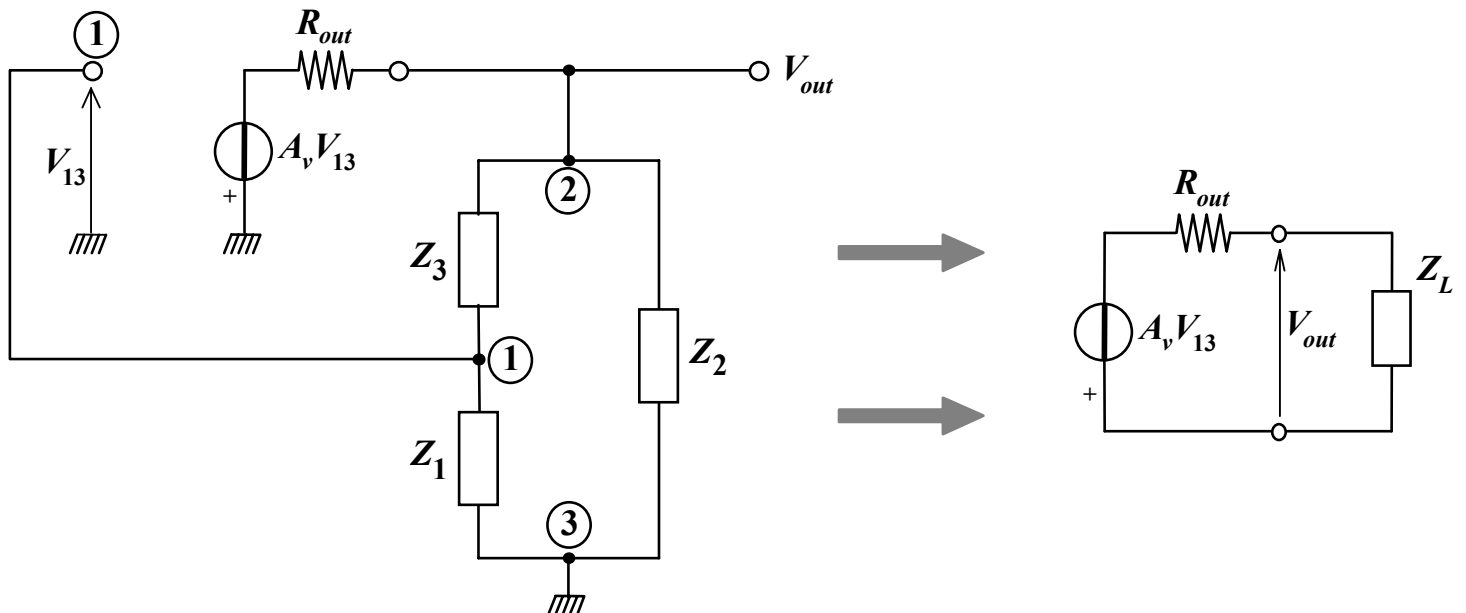 1
R_out
V_out
V_13
A_v V_13
+
2
Z_3
1
Z_2
Z_1
3
R_out
Z_L
A_v V_13
V_out
+